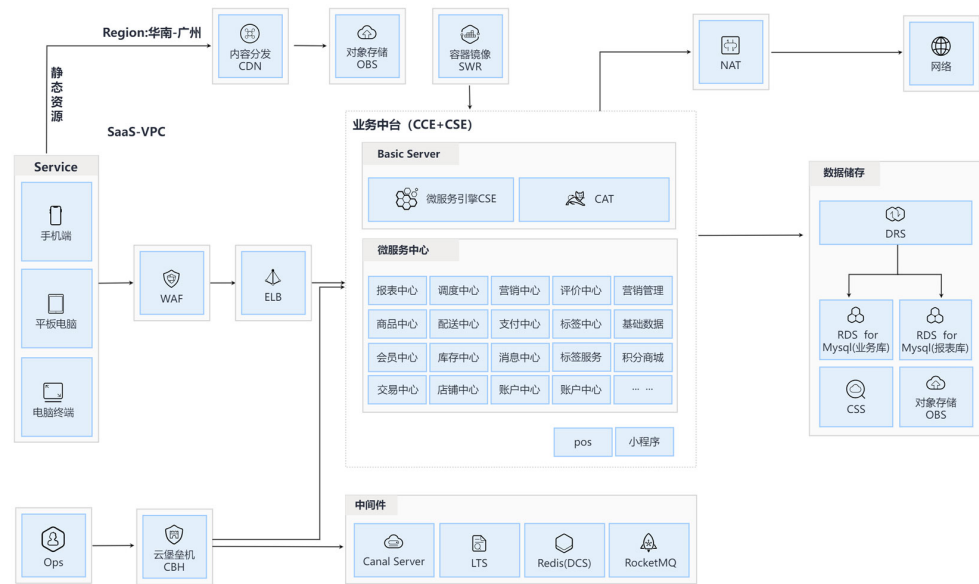 Region:华南-广州
静
态
资
源
SaaS-VPC
内容分发
CDN
对象存储
OBS
容器镜像
SWR
NAT
网络
Service
手机端
平板电脑
电脑终端
WAF
ELB
业务中台（CCE+CSE）
Basic Server
微服务引擎CSE
CAT
微服务中心
报表中心
调度中心
营销中心
评价中心
营销管理
商品中心
配送中心
支付中心
标签中心
基础数据
会员中心
库存中心
消息中心
标签服务
积分商城
交易中心
店铺中心
账户中心
账户中心
... ...
pos
小程序
数据储存
DRS
RDS for
Mysql(业务库)
RDS for
Mysql(报表库)
CSS
对象存储
OBS
Ops
云堡垒机
CBH
中间件
Canal Server
LTS
Redis(DCS)
RocketMQ